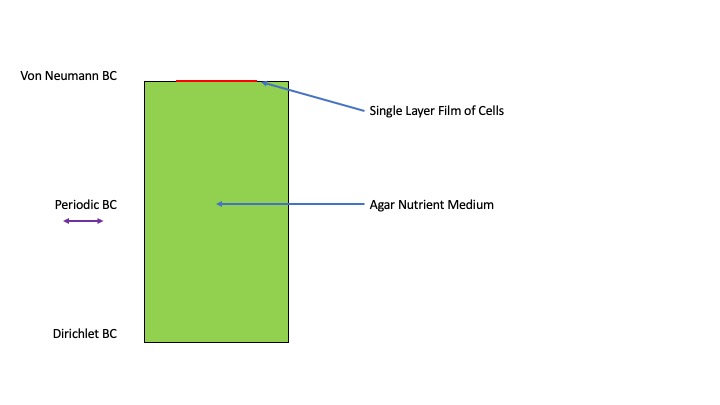 Von Neumann BC
Single Layer Film of Cells
Periodic BC
Agar Nutrient Medium
Dirichlet BC